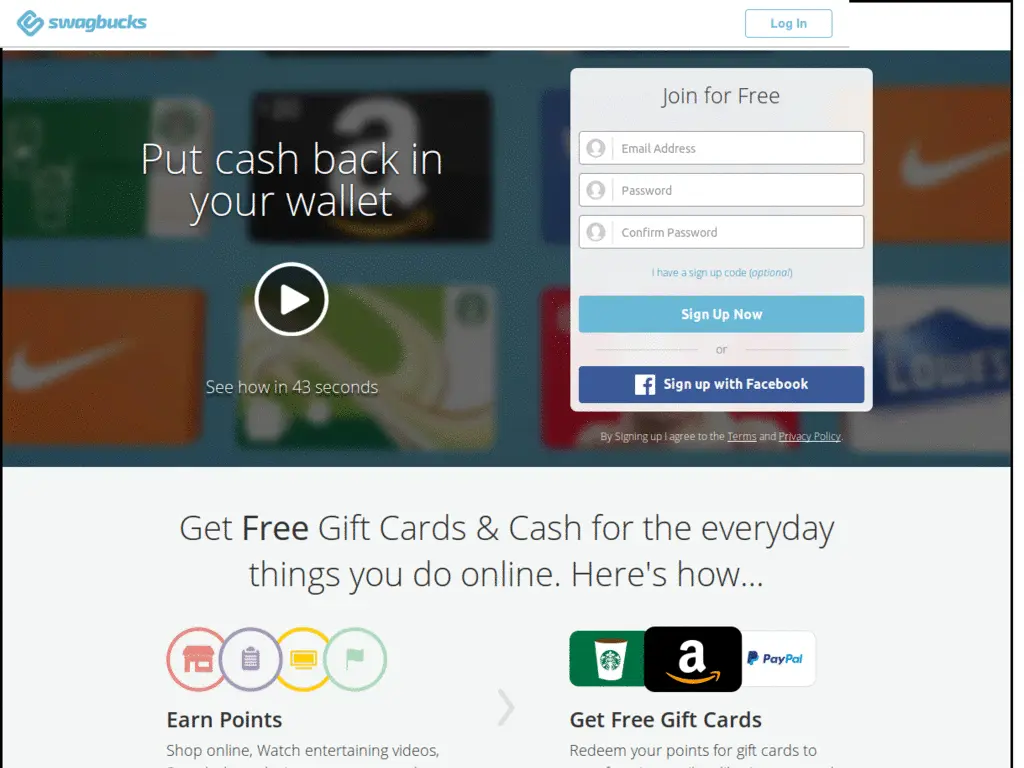 swagbucks
Log In
Join for Free
Put cash back in
your wallet
Email Address
Password
Confirm Password
I have a sign up code (optional)
Sign Up Now
or
Sign up with Facebook
See how in 43 seconds
By Signing up I agree to the Terms and Privacy Policy.
LOWE'S
Get Free Gift Cards & Cash for the everyday
things you do online. Here's how...
a
PayPal
Earn Points
Shop online, Watch entertaining videos,
Get Free Gift Cards
Redeem your points for gift cards to